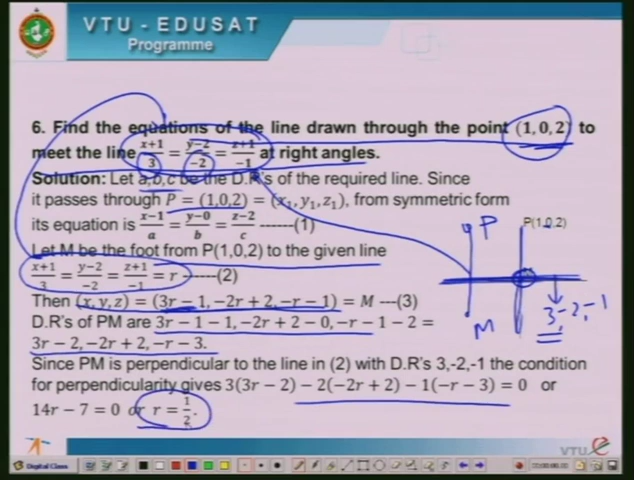 VTU - EDUSAT
Programme
6. Find the equations of the line drawn through the point (1, 0, 2) to
meet the line (x+1)/3 = (y−2)/−2 = (z+1)/−1 at right angles.
Solution: Let a,b,c be the D.R's of the required line. Since
it passes through P = (1,0,2) = (x₁, y₁, z₁), from symmetric form
its equation is (x−1)/a = (y−0)/b = (z−2)/c ------(1)
Let M be the foot from P(1,0,2) to the given line
(x+1)/3 = (y−2)/−2 = (z+1)/−1 = r -----(2)
Then (x, y, z) = (3r − 1, −2r + 2, −r − 1) = M ---(3)
D.R's of PM are 3r − 1 − 1, −2r + 2 − 0, −r − 1 − 2 =
3r − 2, −2r + 2, −r − 3.
Since PM is perpendicular to the line in (2) with D.R's 3,-2,-1 the condition
for perpendicularity gives 3(3r − 2) − 2(−2r + 2) − 1(−r − 3) = 0 or
14r − 7 = 0 or r = 1/2.
P
P(1,0,2)
3,-2,-1
M
VTU e
Digital Class